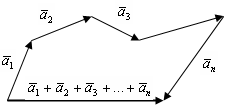 a̅₂
a̅₃
a̅₁
a̅ₙ
a̅₁ + a̅₂ + a̅₃ + ... + a̅ₙ